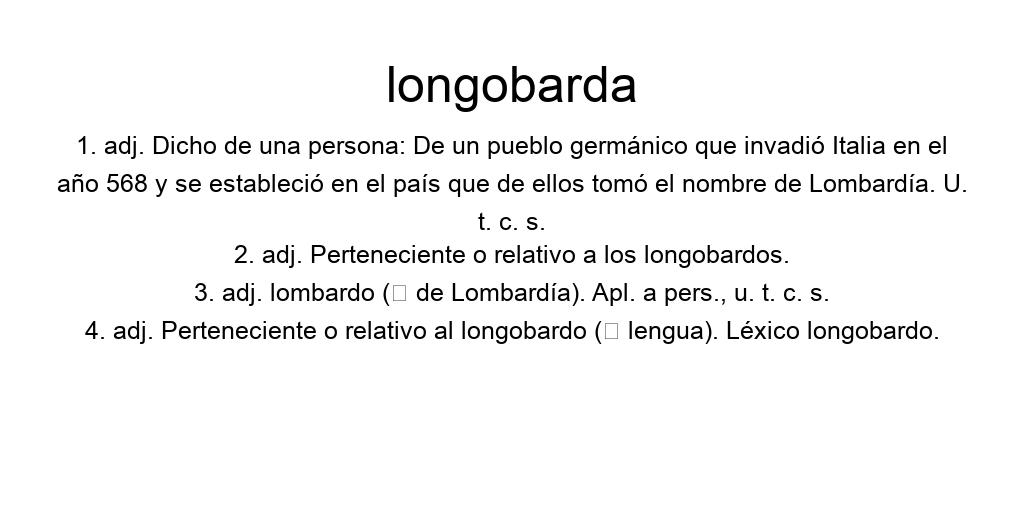 longobarda
1. adj. Dicho de una persona: De un pueblo germánico que invadió Italia en el
año 568 y se estableció en el país que de ellos tomó el nombre de Lombardía. U.
t. c. s.
2. adj. Perteneciente o relativo a los longobardos.
3. adj. lombardo (□ de Lombardía). Apl. a pers., u. t. c. s.
4. adj. Perteneciente o relativo al longobardo (□ lengua). Léxico longobardo.